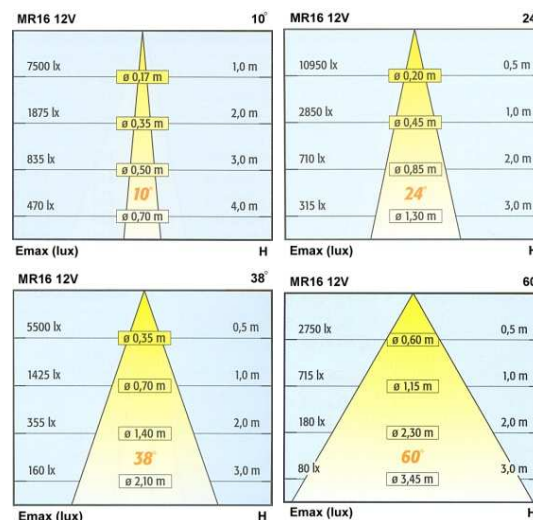 MR16 12V 10°
7500 lx ø 0,17 m 1,0 m
1875 lx ø 0,35 m 2,0 m
835 lx ø 0,50 m 3,0 m
10°
470 lx ø 0,70 m 4,0 m
Emax (lux) H
MR16 12V 24
10950 lx ø 0,20 m 0,5 m
2850 lx ø 0,45 m 1,0 m
710 lx ø 0,85 m 2,0 m
24°
315 lx ø 1,30 m 3,0 m
Emax (lux) H
MR16 12V 38°
5500 lx ø 0,35 m 0,5 m
1425 lx ø 0,70 m 1,0 m
355 lx ø 1,40 m 2,0 m
38°
160 lx ø 2,10 m 3,0 m
Emax (lux) H
MR16 12V 60
2750 lx ø 0,60 m 0,5 m
715 lx ø 1,15 m 1,0 m
180 lx ø 2,30 m 2,0 m
60°
80 lx ø 3,45 m 3,0 m
Emax (lux) H